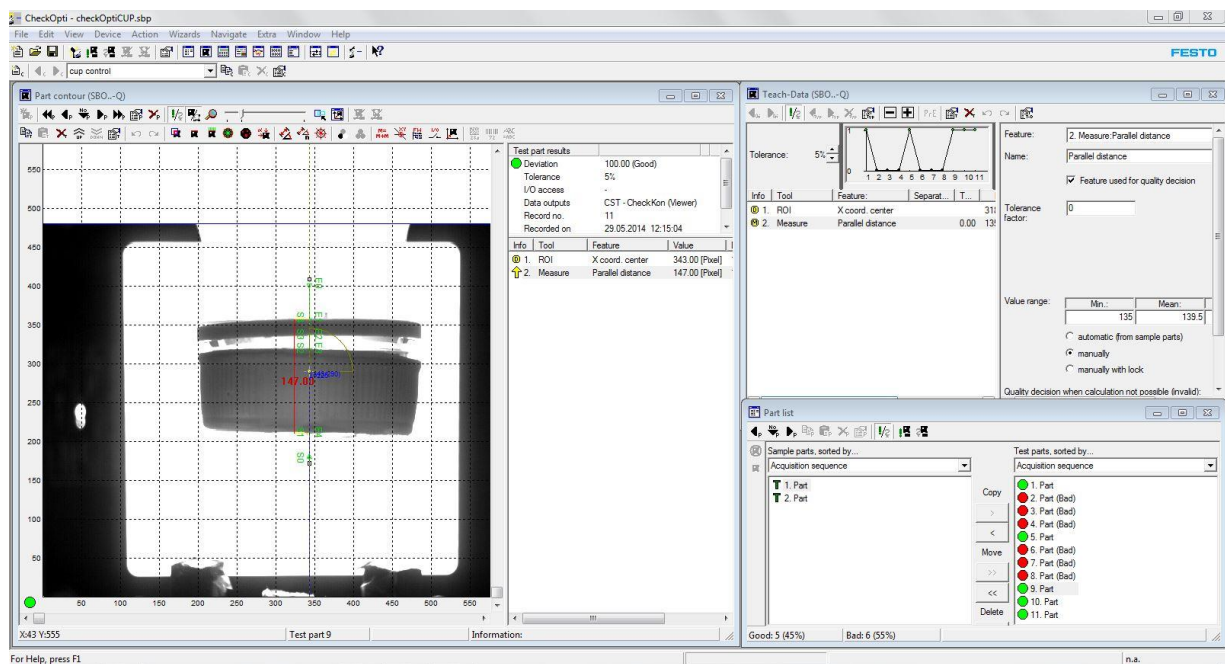 CheckOpti - checkOptiCUP.sbp
File Edit View Device Action Wizards Navigate Extra Window Help
FESTO
cup control
Part contour (SBO..-Q)
550
500
450
400
350
300
250
200
150
100
50
147.00
50 100 150 200 250 300 350 400 450 500 550
X:43 Y:555 Test part 9 Information:
Test part results
Deviation 100.00 (Good)
Tolerance 5%
I/O access -
Data outputs CST - CheckKon (Viewer)
Record no. 11
Recorded on 29.05.2014 12:15:04
Info Tool Feature Value
1. ROI X coord. center 343.00 [Pixel]
2. Measure Parallel distance 147.00 [Pixel]
Teach-Data (SBO..-Q)
Tolerance: 5%
1
0
1 2 3 4 5 6 7 8 9 10 11
Info Tool Feature: Separat... T...
1. ROI X coord. center
2. Measure Parallel distance 0.00
Feature: 2. Measure:Parallel distance
Name: Parallel distance
Feature used for quality decision
Tolerance factor: 0
Value range: Min.: Mean:
135 139.5
automatic (from sample parts)
manually
manually with lock
Quality decision when calculation not possible (invalid):
Part list
Sample parts, sorted by...
Acquisition sequence
1. Part
2. Part
Copy
>
<
Move
>>
<<
Delete
Test parts, sorted by...
Acquisition sequence
1. Part
2. Part (Bad)
3. Part (Bad)
4. Part (Bad)
5. Part
6. Part (Bad)
7. Part (Bad)
8. Part (Bad)
9. Part
10. Part
11. Part
Good: 5 (45%) Bad: 6 (55%)
For Help, press F1 n.a.